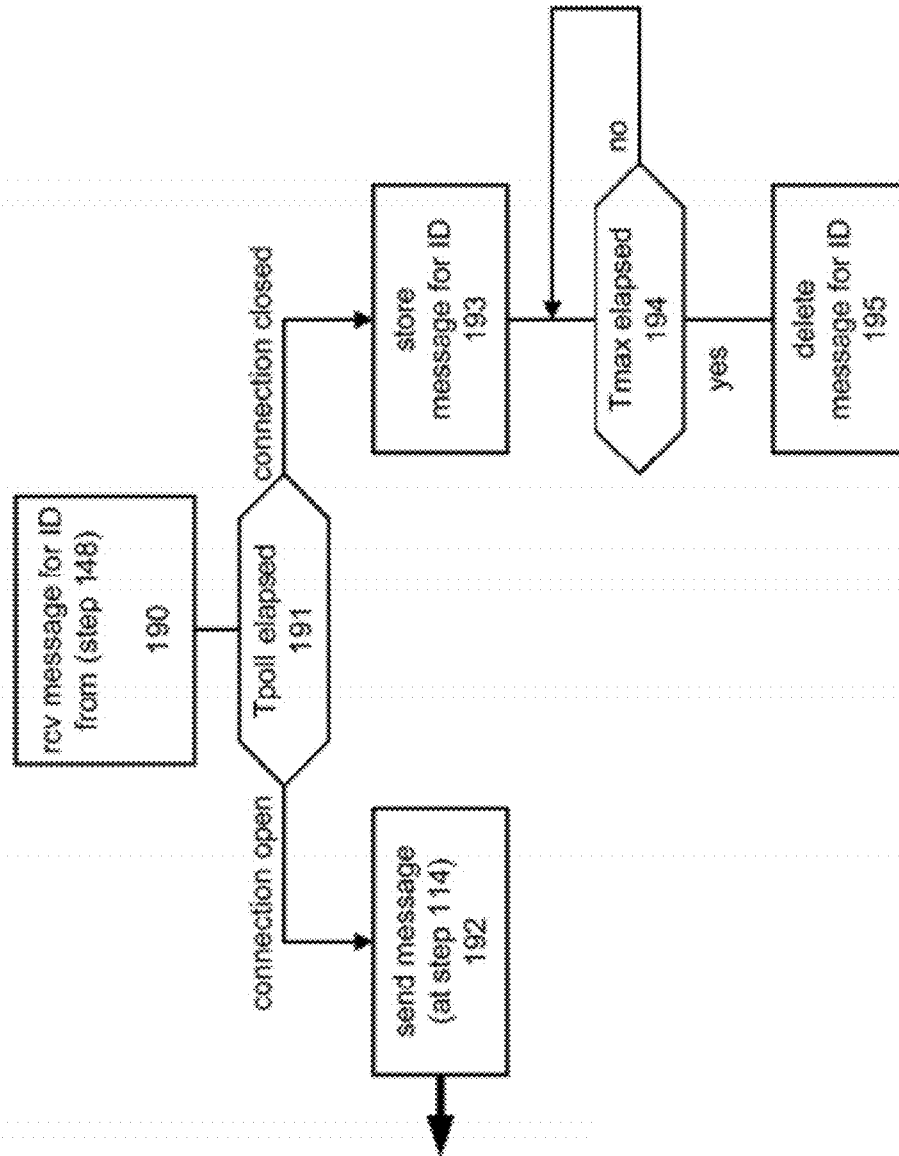 rcv message for ID
from (step 148)
190
Tpoll elapsed
191
connection open
connection closed
send message
(at step 114)
192
store
message for ID
193
no
Tmax elapsed
194
yes
delete
message for ID
195